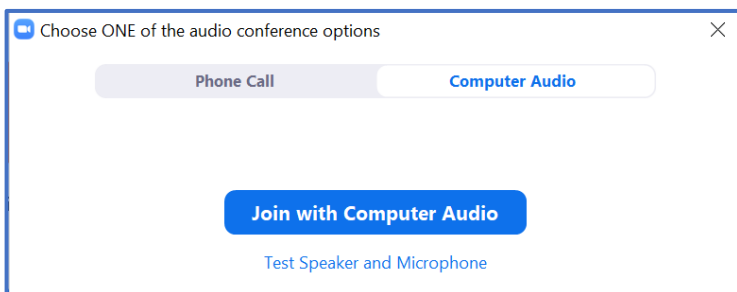 Choose ONE of the audio conference options
Phone Call
Computer Audio
Join with Computer Audio
Test Speaker and Microphone